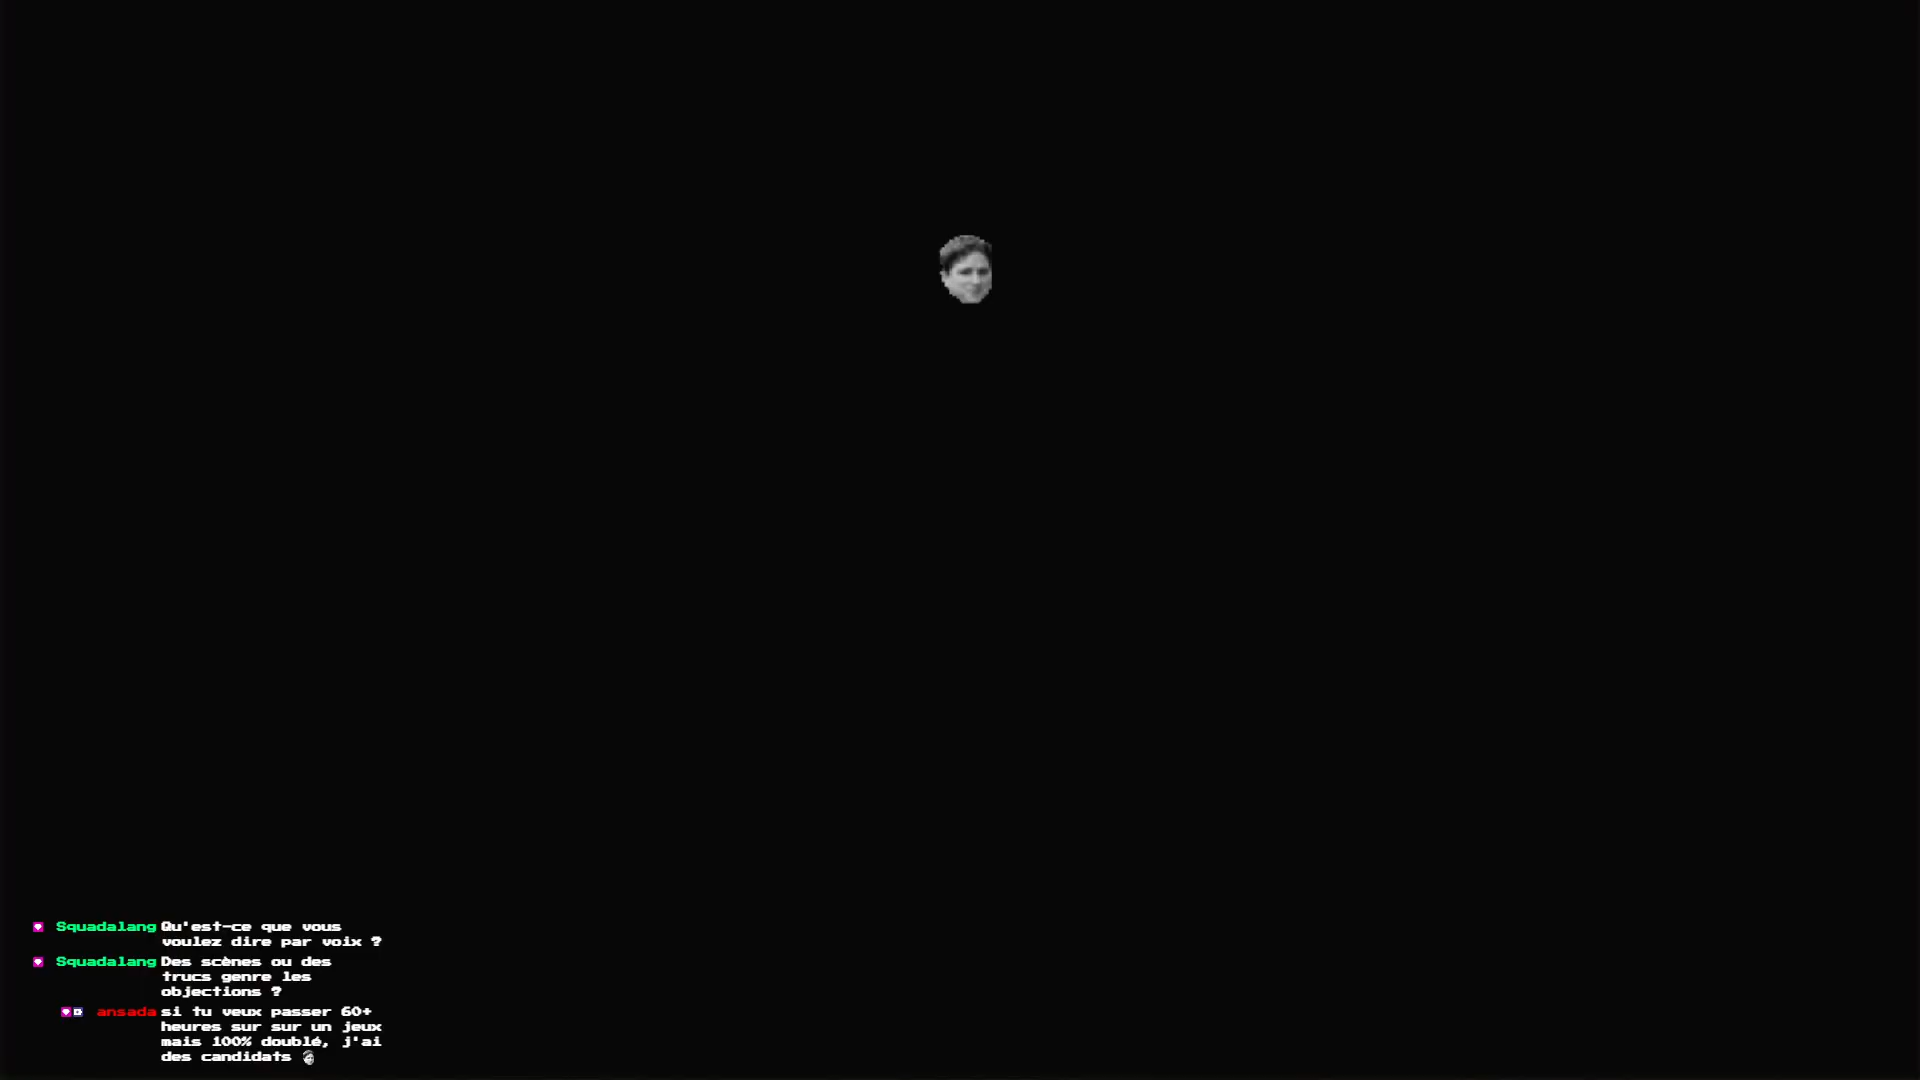 Squadalang Qu'est-ce que vous
voulez dire par voix ?
Squadalang Des scènes ou des
trucs genre les
objections ?
ansada si tu veux passer 60+
heures sur sur un jeux
mais 100% doublé, j'ai
des candidats